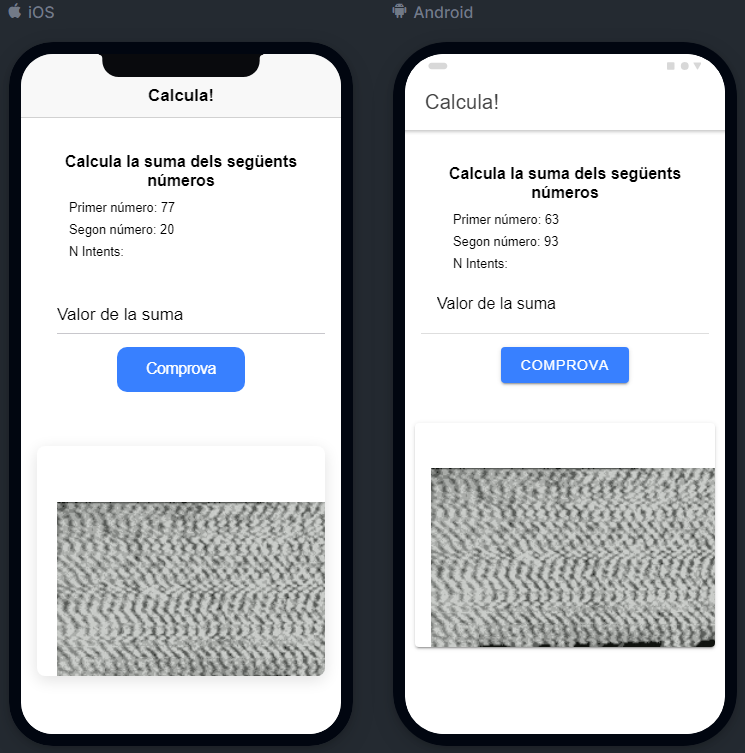 iOS
Calcula!
Calcula la suma dels següents
números
Primer número: 77
Segon número: 20
N Intents:
Valor de la suma
Comprova
Android
Calcula!
Calcula la suma dels següents
números
Primer número: 63
Segon número: 93
N Intents:
Valor de la suma
COMPROVA